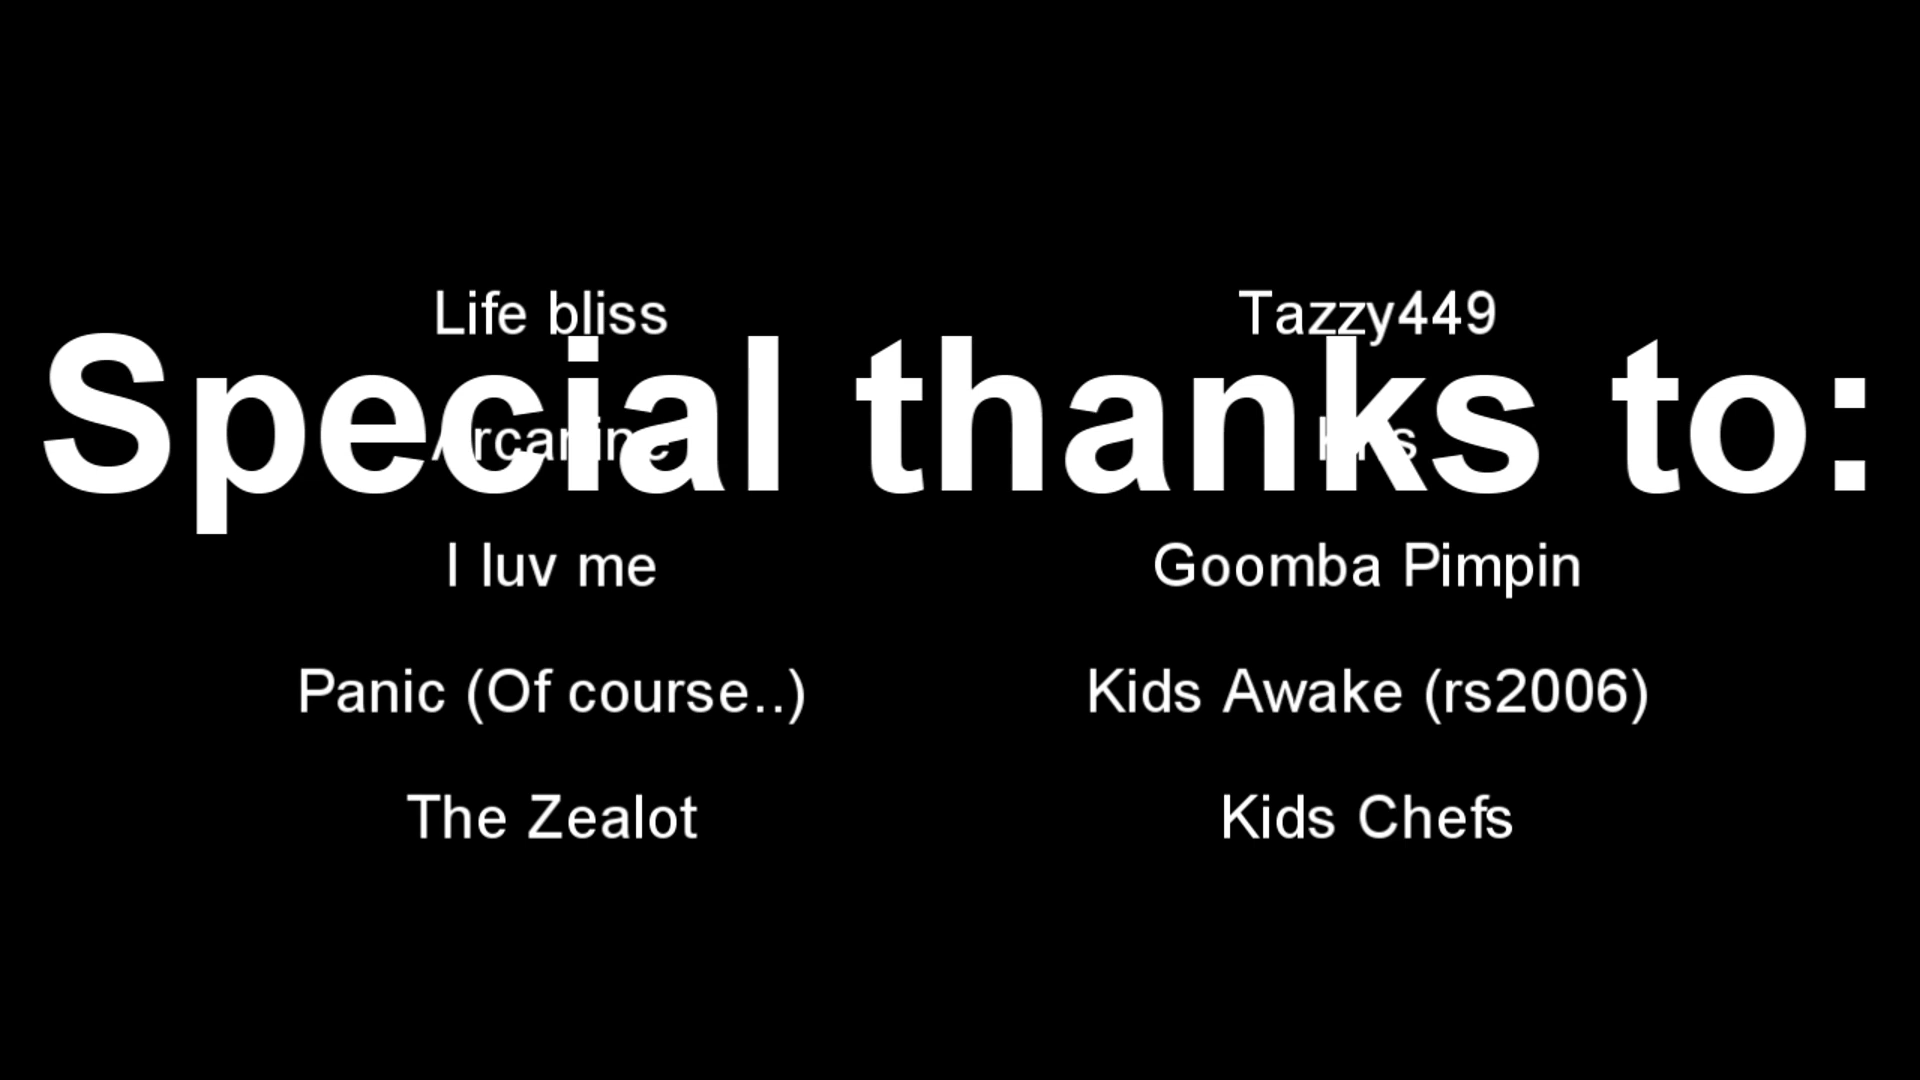 Special thanks to:
Life bliss
Tazzy449
I luv me
Goomba Pimpin
Panic (Of course..)
Kids Awake (rs2006)
The Zealot
Kids Chefs